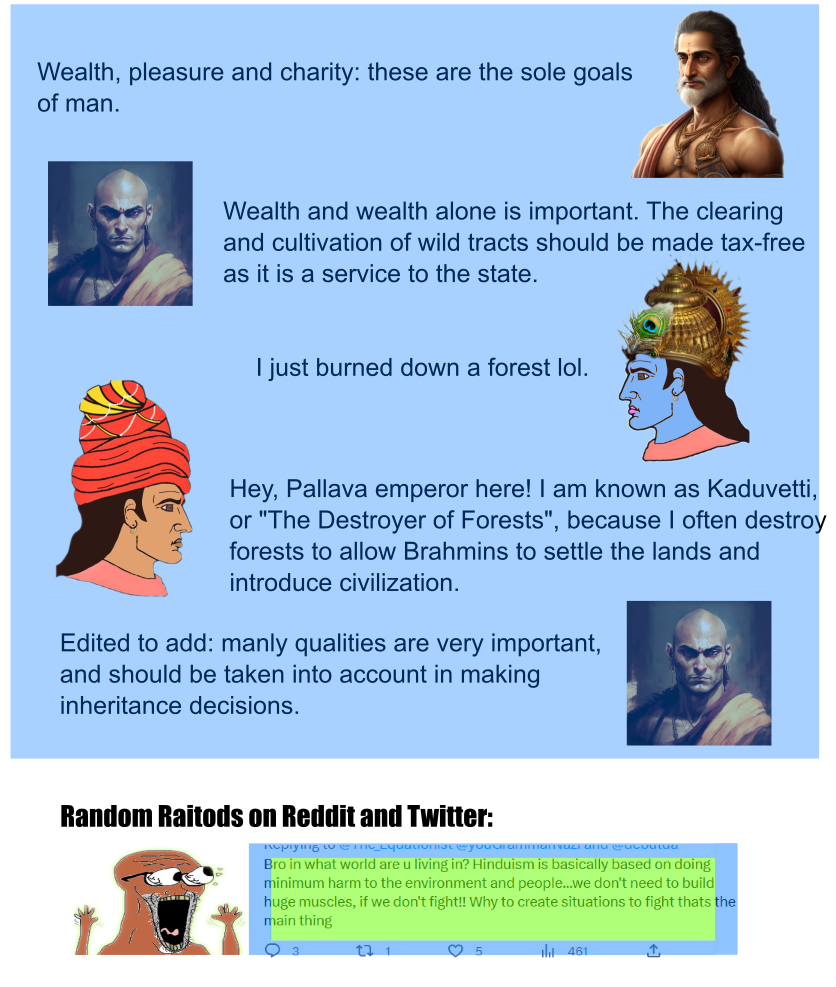 Wealth, pleasure and charity: these are the sole goals
of man.
Wealth and wealth alone is important. The clearing
and cultivation of wild tracts should be made tax-free
as it is a service to the state.
I just burned down a forest lol.
Hey, Pallava emperor here! I am known as Kaduvetti,
or "The Destroyer of Forests", because I often destroy
forests to allow Brahmins to settle the lands and
introduce civilization.
Edited to add: manly qualities are very important,
and should be taken into account in making
inheritance decisions.
Random Raitods on Reddit and Twitter:
Replying to @The_Equationist @youGrammarNazi and @debutda
Bro in what world are u living in? Hinduism is basically based on doing
minimum harm to the environment and people...we don't need to build
huge muscles, if we don't fight!! Why to create situations to fight thats the
main thing
3 1 5 461